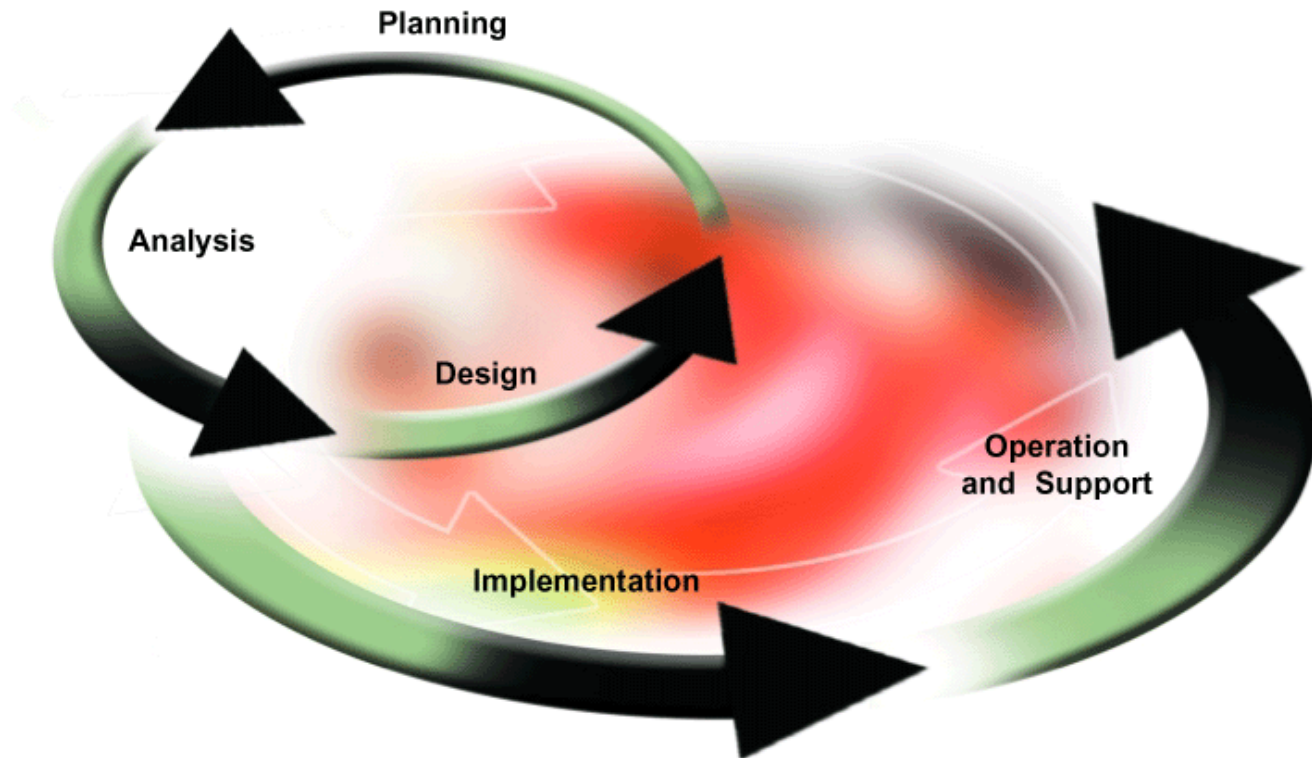 Planning
Analysis
Design
Operation
and Support
Implementation